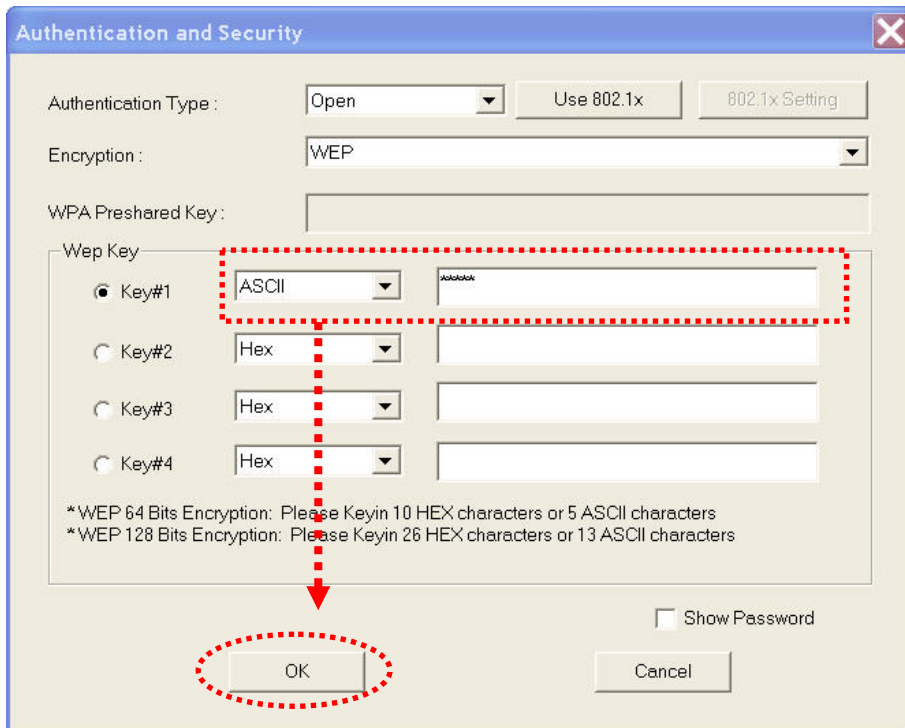 Authentication and Security
Authentication Type : Open Use 802.1x 802.1x Setting
Encryption : WEP
WPA Preshared Key :
Wep Key
Key#1 ASCII *****
Key#2 Hex
Key#3 Hex
Key#4 Hex
* WEP 64 Bits Encryption: Please Keyin 10 HEX characters or 5 ASCII characters
* WEP 128 Bits Encryption: Please Keyin 26 HEX characters or 13 ASCII characters
Show Password
OK Cancel